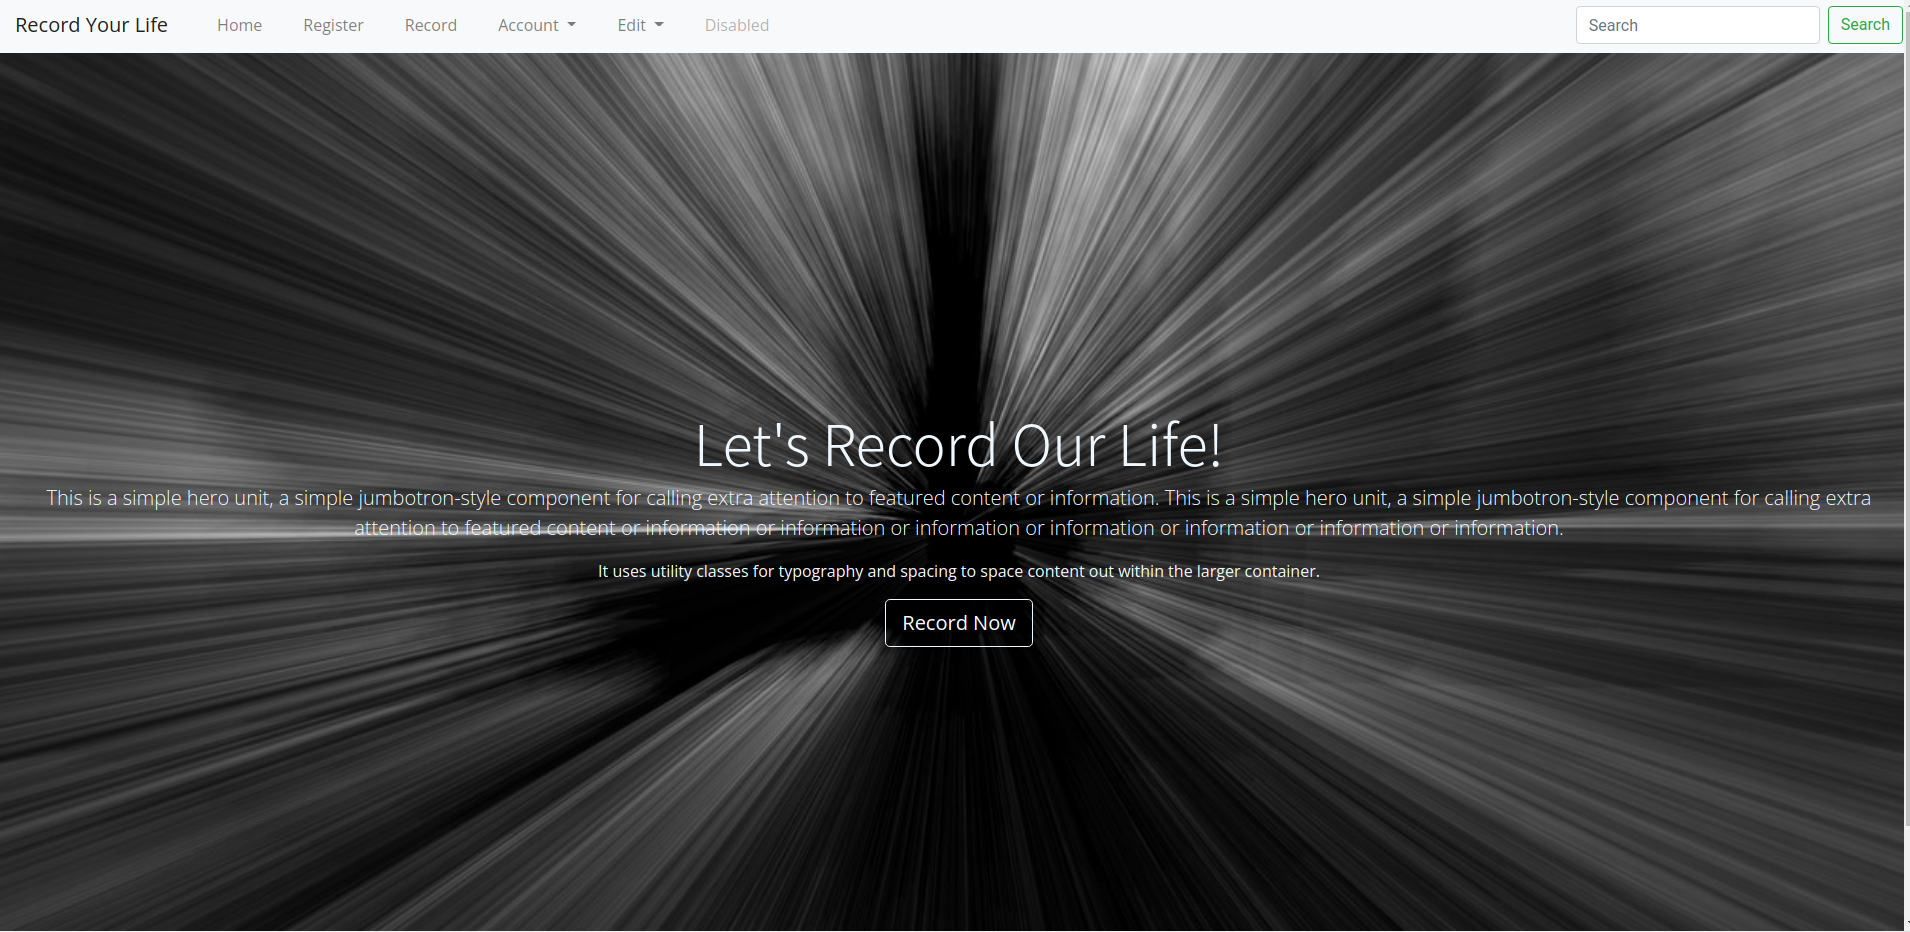 Record Your Life Home Register Record Account Edit Disabled Search Search
Let's Record Our Life!
This is a simple hero unit, a simple jumbotron-style component for calling extra attention to featured content or information. This is a simple hero unit, a simple jumbotron-style component for calling extra
attention to featured content or information or information or information or information or information or information or information.
It uses utility classes for typography and spacing to space content out within the larger container.
Record Now